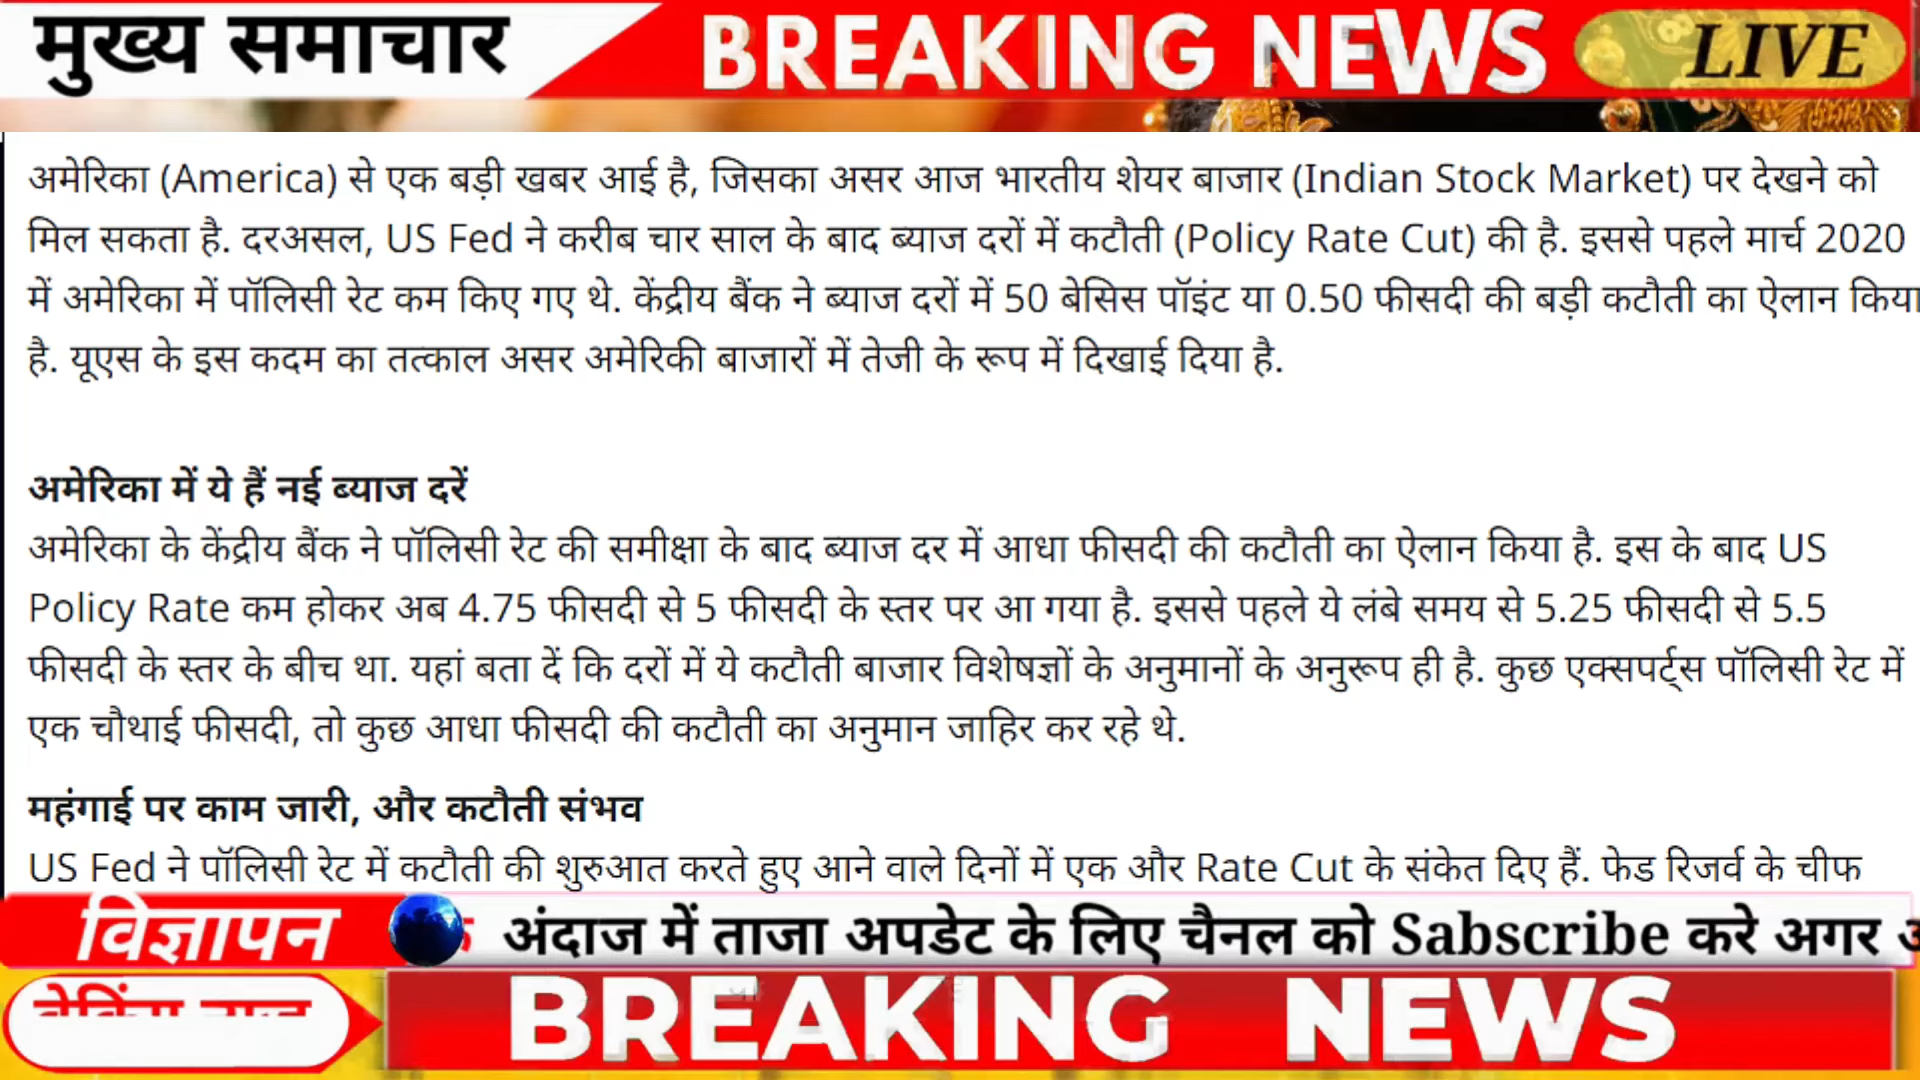 मुख्य समाचार
BREAKING NEWS
LIVE
अमेरिका (America) से एक बड़ी खबर आई है, जिसका असर आज भारतीय शेयर बाजार (Indian Stock Market) पर देखने को
मिल सकता है. दरअसल, US Fed ने करीब चार साल के बाद ब्याज दरों में कटौती (Policy Rate Cut) की है. इससे पहले मार्च 2020
में अमेरिका में पॉलिसी रेट कम किए गए थे. केंद्रीय बैंक ने ब्याज दरों में 50 बेसिस पॉइंट या 0.50 फीसदी की बड़ी कटौती का ऐलान किया
है. यूएस के इस कदम का तत्काल असर अमेरिकी बाजारों में तेजी के रूप में दिखाई दिया है.
अमेरिका में ये हैं नई ब्याज दरें
अमेरिका के केंद्रीय बैंक ने पॉलिसी रेट की समीक्षा के बाद ब्याज दर में आधा फीसदी की कटौती का ऐलान किया है. इस के बाद US
Policy Rate कम होकर अब 4.75 फीसदी से 5 फीसदी के स्तर पर आ गया है. इससे पहले ये लंबे समय से 5.25 फीसदी से 5.5
फीसदी के स्तर के बीच था. यहां बता दें कि दरों में ये कटौती बाजार विशेषज्ञों के अनुमानों के अनुरूप ही है. कुछ एक्सपर्ट्स पॉलिसी रेट में
एक चौथाई फीसदी, तो कुछ आधा फीसदी की कटौती का अनुमान जाहिर कर रहे थे.
महंगाई पर काम जारी, और कटौती संभव
US Fed ने पॉलिसी रेट में कटौती की शुरुआत करते हुए आने वाले दिनों में एक और Rate Cut के संकेत दिए हैं. फेड रिजर्व के चीफ
विज्ञापन
अंदाज में ताजा अपडेट के लिए चैनल को Sabscribe करे अगर
BREAKING NEWS